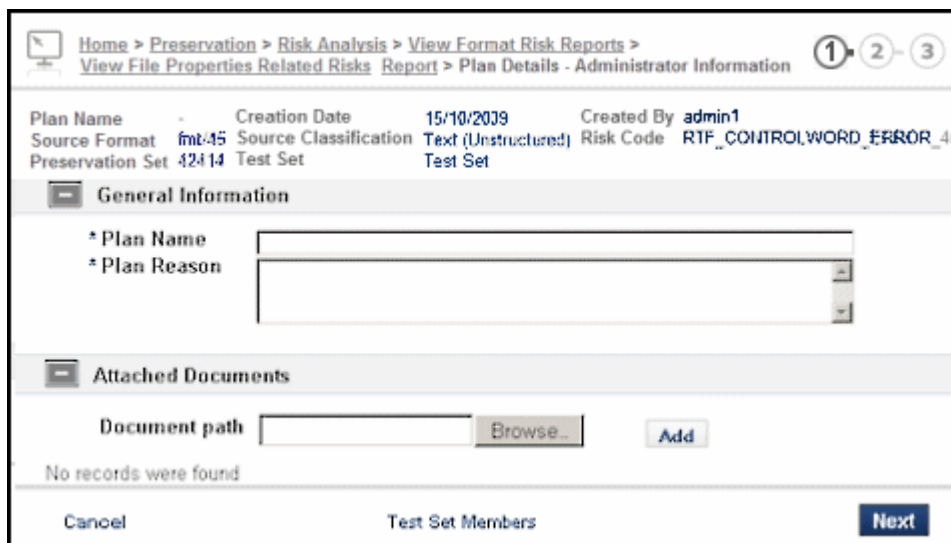 Home > Preservation > Risk Analysis > View Format Risk Reports >
View File Properties Related Risks Report > Plan Details - Administrator Information
1 2 3
Plan Name - Creation Date 15/10/2009 Created By admin1
Source Format fmt/45 Source Classification Text (Unstructured) Risk Code RTF_CONTROLWORD_ERROR_4
Preservation Set 42414 Test Set Test Set
General Information
* Plan Name
* Plan Reason
Attached Documents
Document path Browse... Add
No records were found
Cancel Test Set Members Next